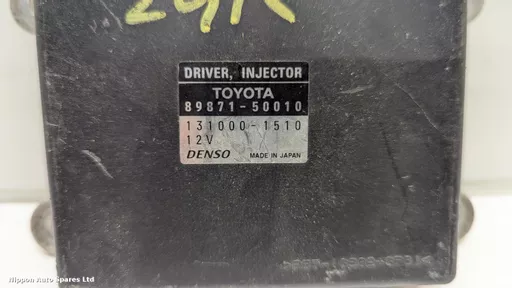 DRIVER, INJECTOR
TOYOTA
89871-50010
131000-1510
12V
DENSO MADE IN JAPAN
Nippon Auto Spares Ltd